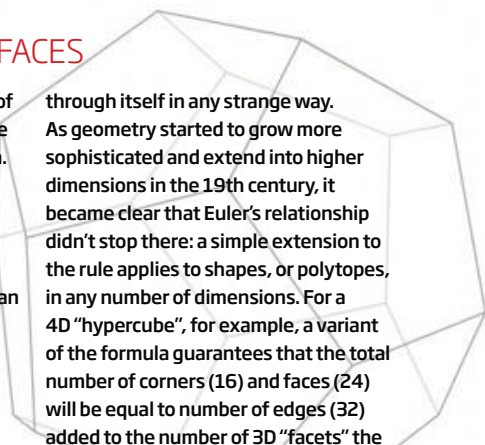 FACES
of
e
n.
an
through itself in any strange way.
As geometry started to grow more
sophisticated and extend into higher
dimensions in the 19th century, it
became clear that Euler's relationship
didn't stop there: a simple extension to
the rule applies to shapes, or polytopes,
in any number of dimensions. For a
4D "hypercube", for example, a variant
of the formula guarantees that the total
number of corners (16) and faces (24)
will be equal to number of edges (32)
added to the number of 3D "facets" the